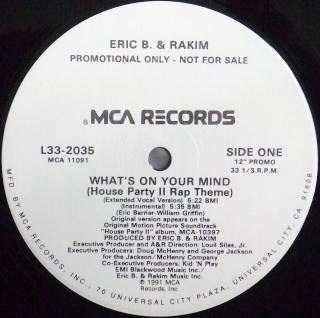 ERIC B. & RAKIM
PROMOTIONAL ONLY - NOT FOR SALE
® MCA RECORDS
L33-2035
MCA 11091
SIDE ONE
12" PROMO
33 1/3 R.P.M.
WHAT'S ON YOUR MIND
(House Party II Rap Theme)
(Extended Vocal Version) 5:22 BMI
(Instrumental) 5:35 BMI
(Eric Barrier-William Griffin)
Original version appears on the
Original Motion Picture Soundtrack
"House Party II" album, MCA-10397
PRODUCED BY ERIC B. & RAKIM
Executive Producer and A&R Direction: Louil Silas, Jr.
Executive Producers: Doug McHenry and George Jackson
for the Jackson/McHenry Company
Co-Executive Producers: Kid 'N Play
EMI Blackwood Music Inc./
Eric B. & Rakim Music Inc.
℗ 1991 MCA
Records, Inc.
MFD. BY MCA RECORDS, INC., 70 UNIVERSAL CITY PLAZA, UNIVERSAL CITY, CA 91608